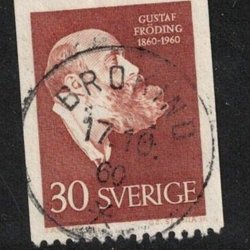 GUSTAF
FRÖDING
1860-1960
17.10.
60
30 SVERIGE